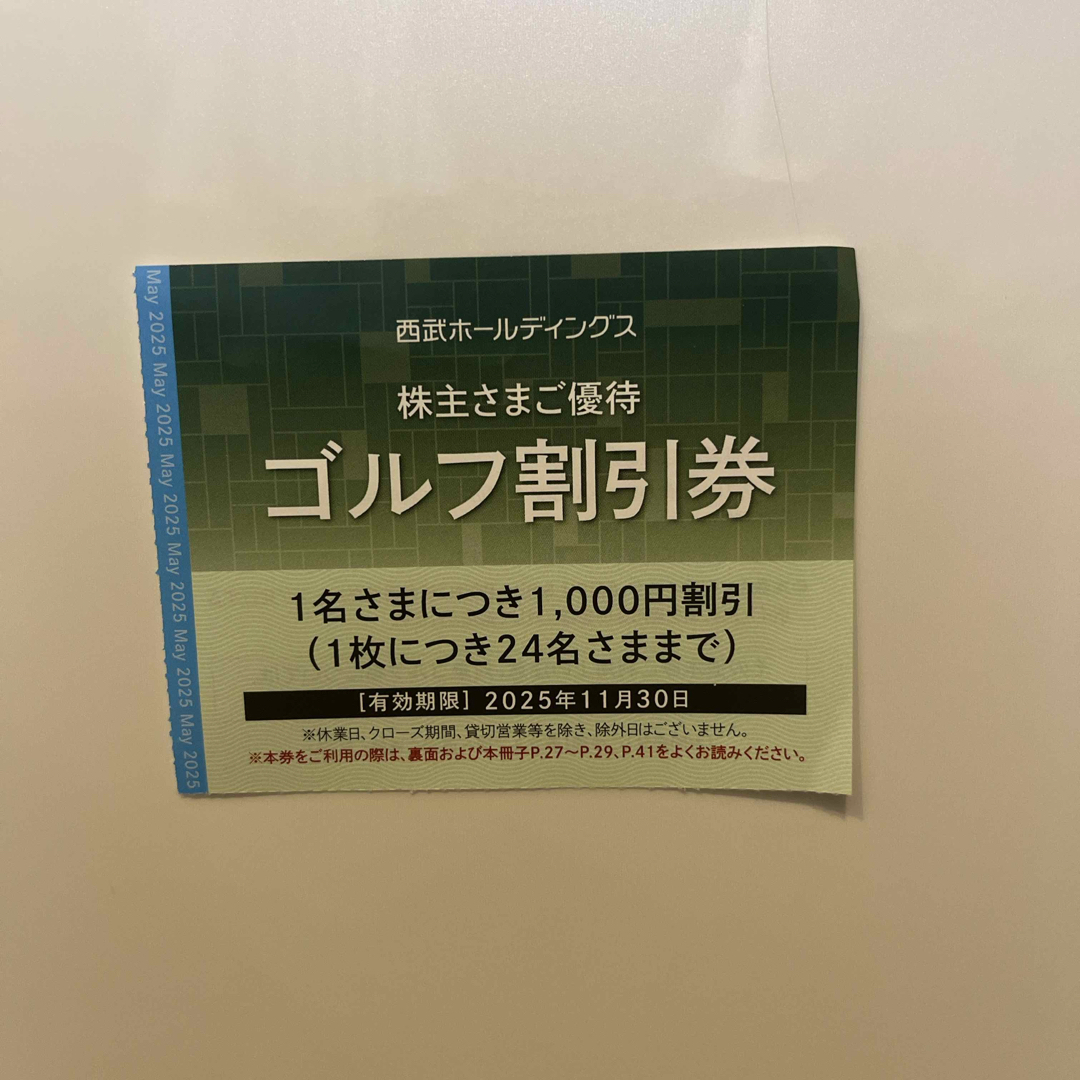 西武ホールディングス
株主さまご優待
ゴルフ割引券
1名さまにつき1,000円割引
(1枚につき24名さままで)
[有効期限] 2025年11月30日
※休業日、クローズ期間、貸切営業等を除き、除外日はございません。
※本券をご利用の際は、裏面および本冊子P.27～P.29、P.41をよくお読みください。
May 2025 May 2025 May 2025 May 2025 May 2025 May 2025